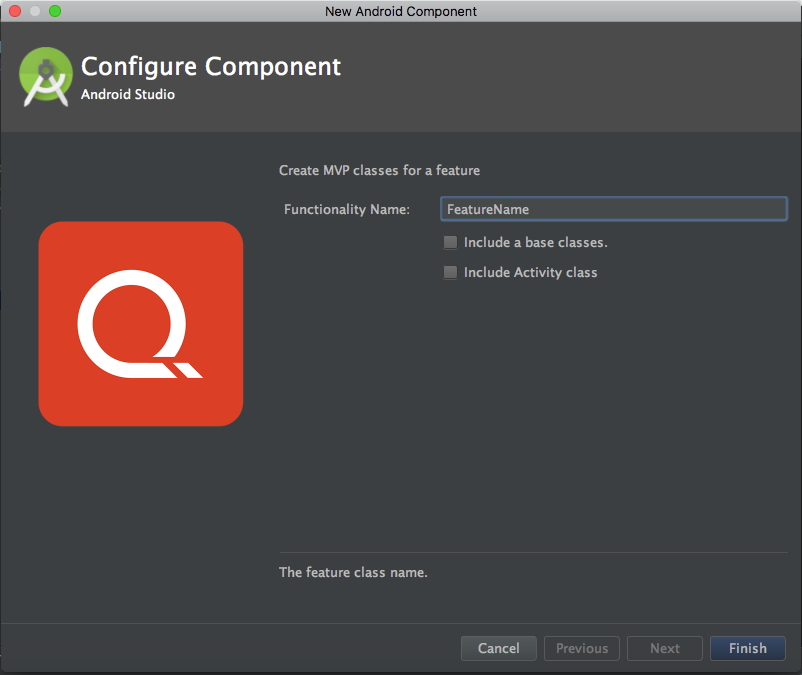 New Android Component
Configure Component
Android Studio
Create MVP classes for a feature
Functionality Name: FeatureName
Include a base classes.
Include Activity class
The feature class name.
Cancel Previous Next Finish